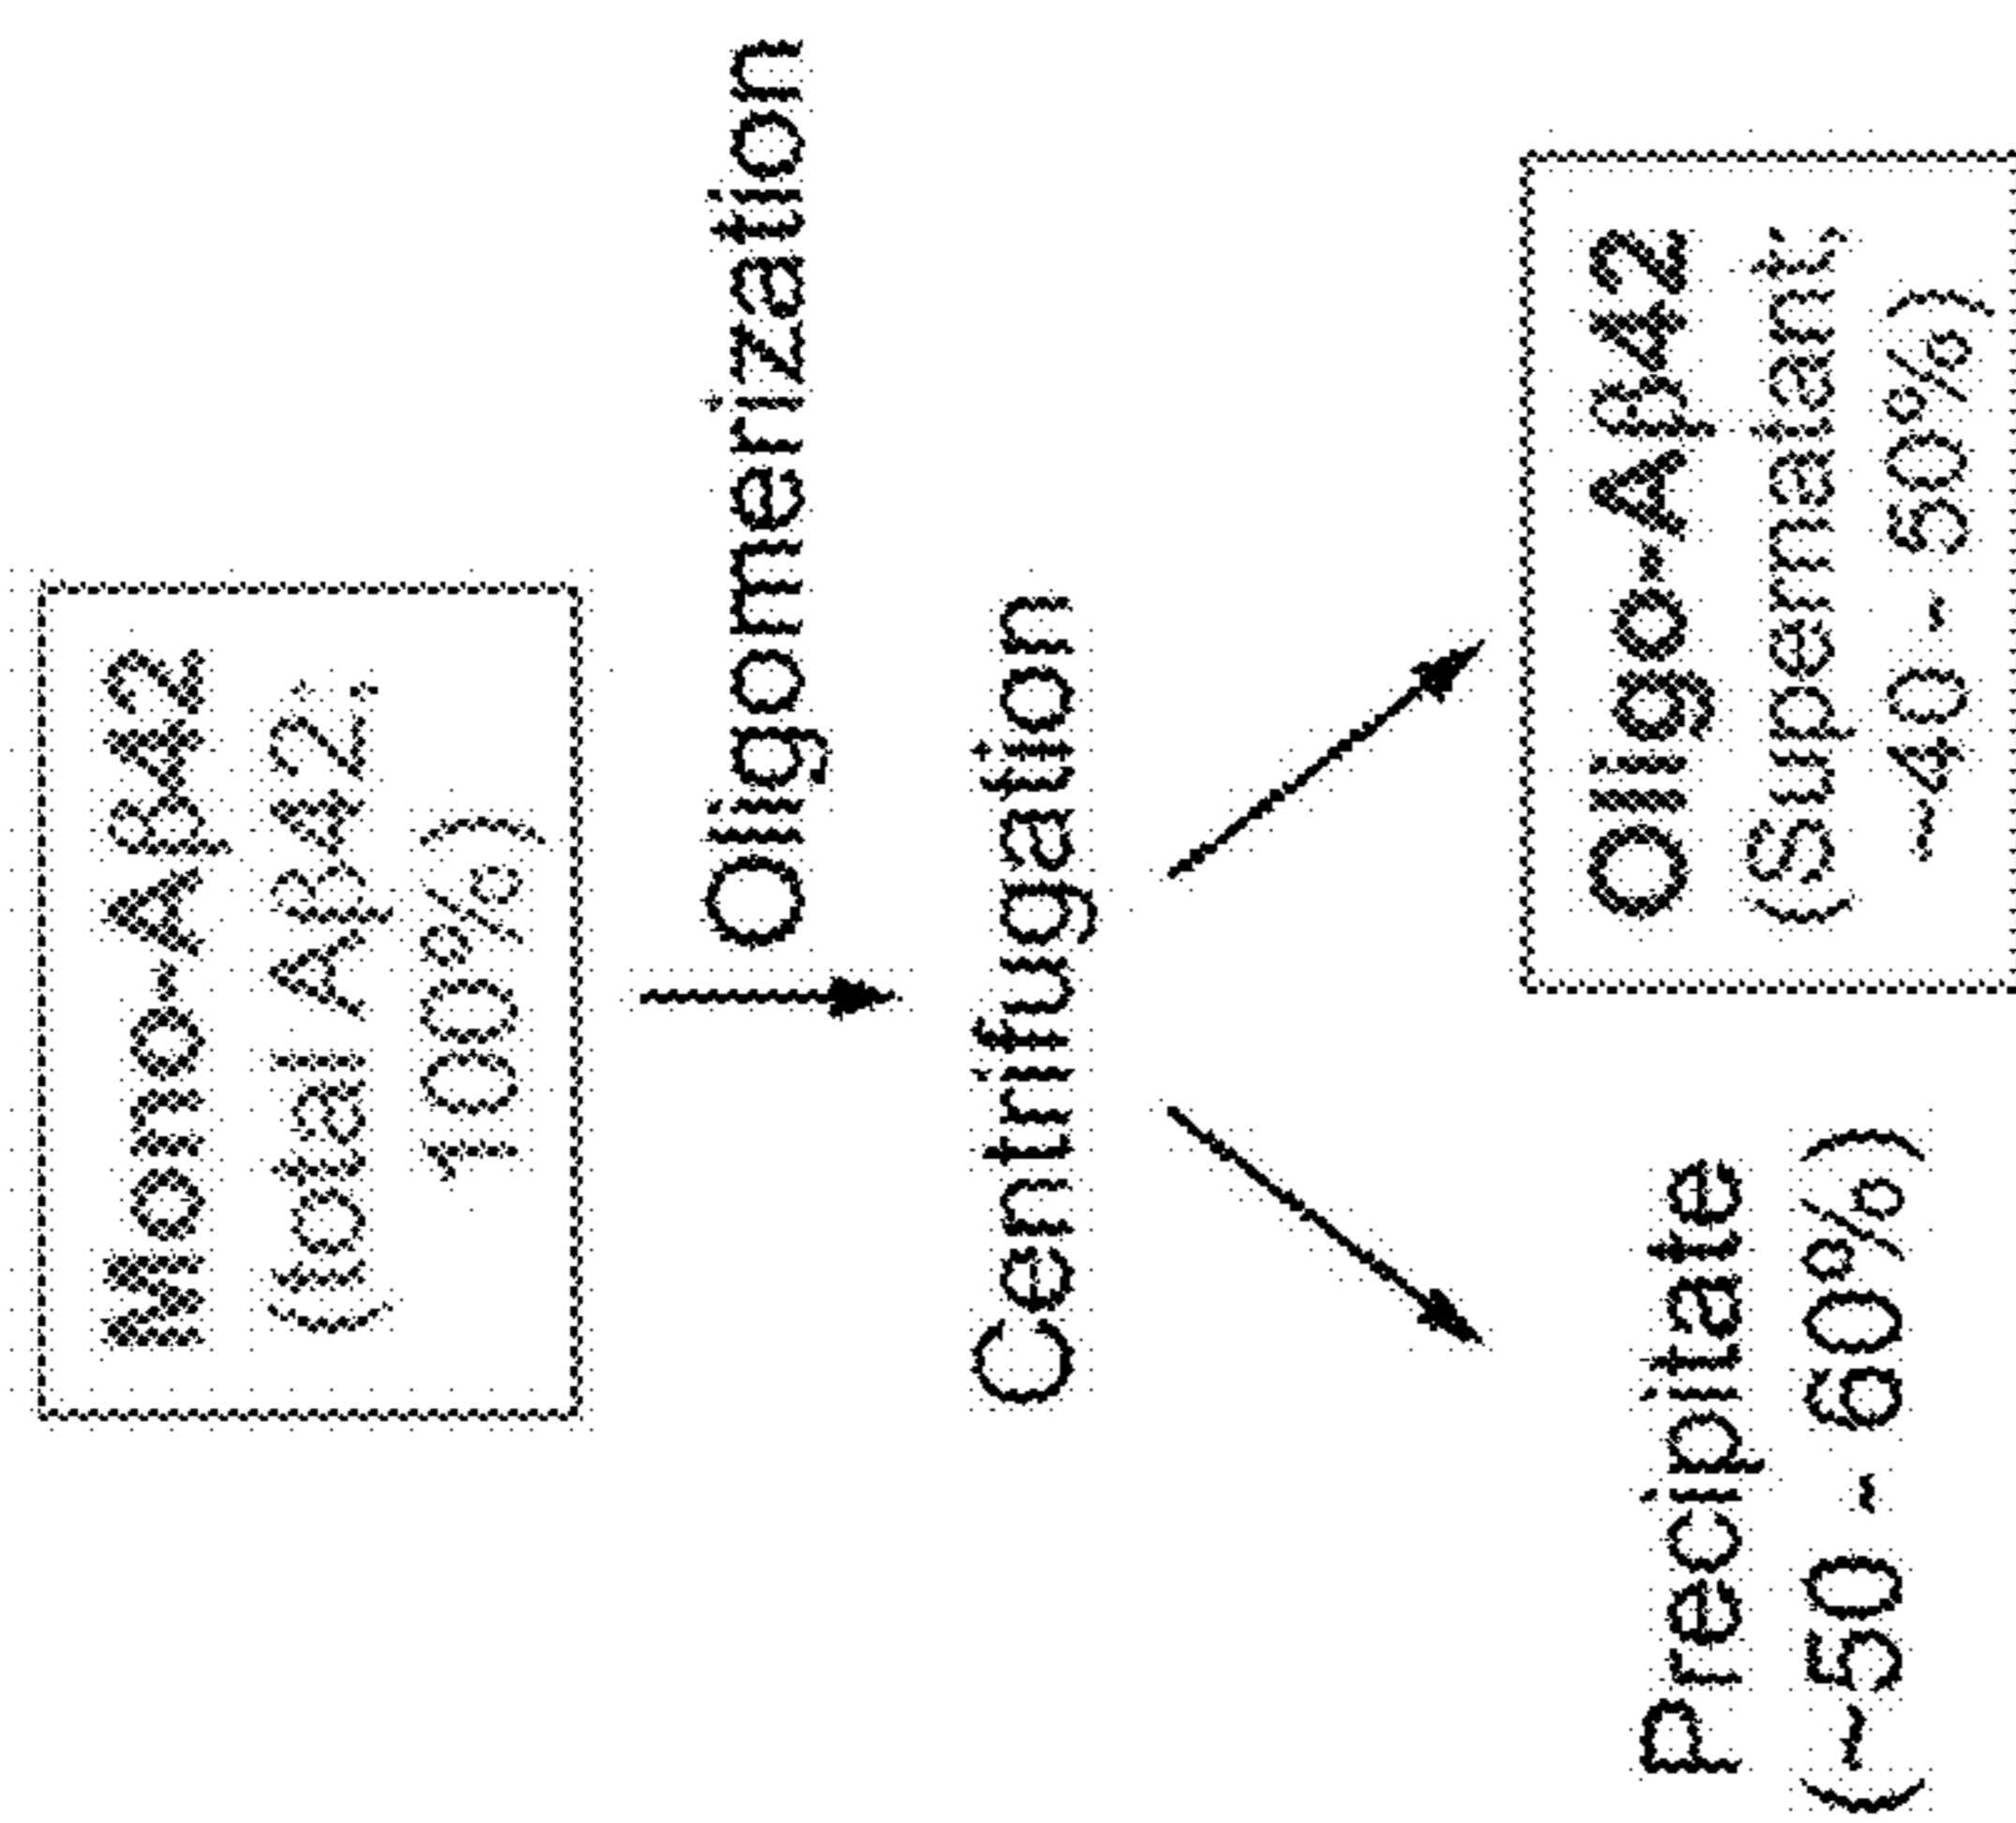 Mono-Aβ42
(total Aβ42:
100%)
Oligomerization
Centrifugation
Precipitate
(~50 - 60%)
Oligo-Aβ42
(Supernatant;
~40 - 50%)